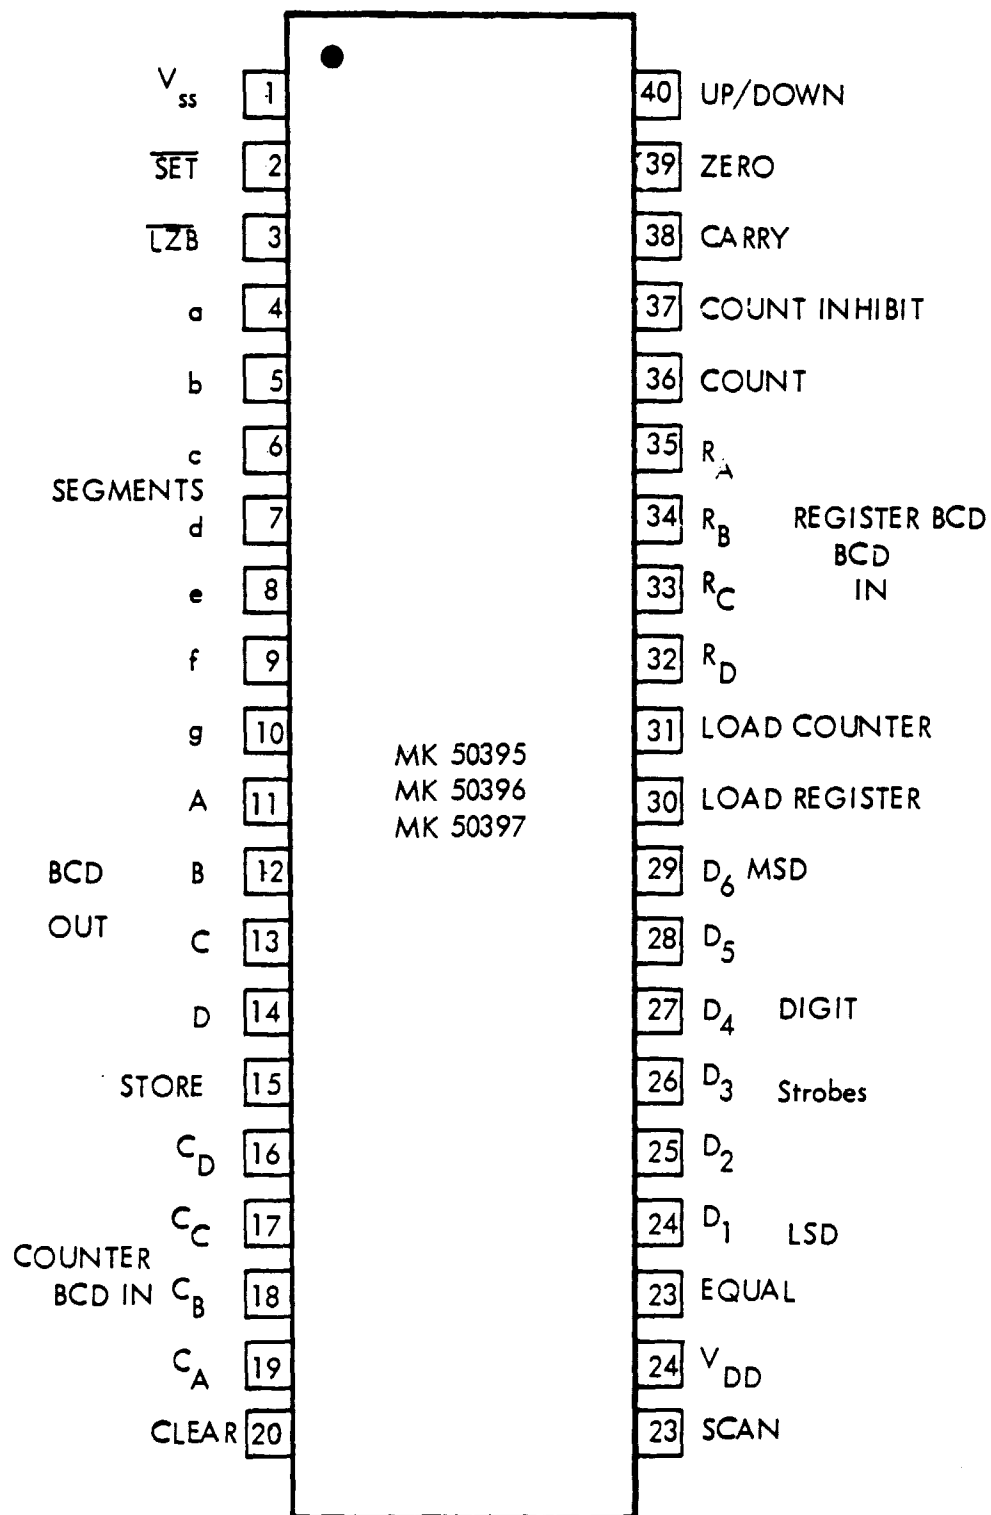 V̅ss 1
S̅E̅T̅ 2
L̅Z̅B̅ 3
a 4
b 5
c 6
SEGMENTS
d 7
e 8
f 9
g 10
A 11
BCD B 12
OUT
C 13
D 14
STORE 15
CD 16
CC 17
COUNTER
BCD IN CB 18
CA 19
CLEAR 20
MK 50395
MK 50396
MK 50397
40 UP/DOWN
39 ZERO
38 CARRY
37 COUNT INHIBIT
36 COUNT
35 RA
34 RB REGISTER BCD
BCD
33 RC IN
32 RD
31 LOAD COUNTER
30 LOAD REGISTER
29 D6 MSD
28 D5
27 D4 DIGIT
26 D3 Strobes
25 D2
24 D1 LSD
23 EQUAL
24 VDD
23 SCAN